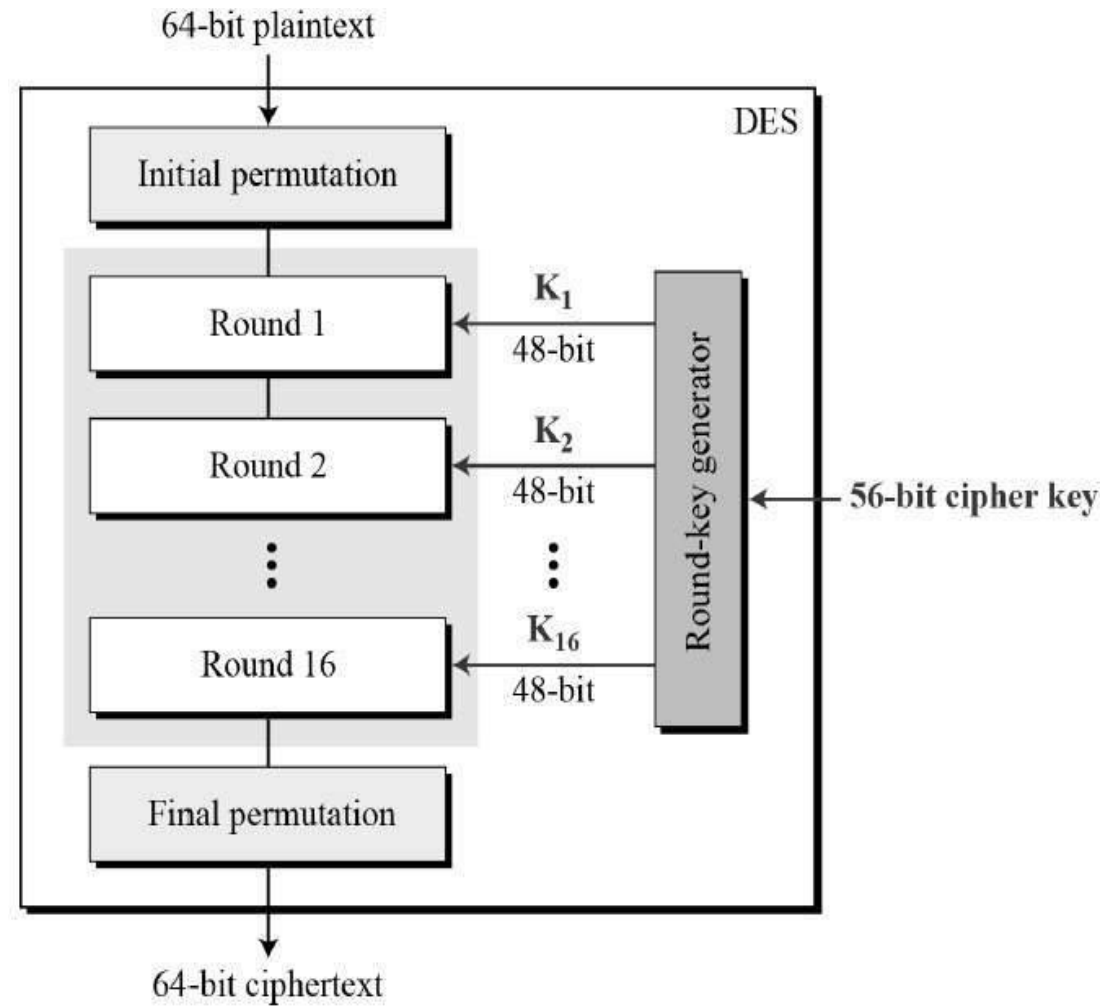 64-bit plaintext
DES
Initial permutation
Round 1
K1
48-bit
Round 2
K2
48-bit
Round 16
K16
48-bit
Round-key generator
56-bit cipher key
Final permutation
64-bit ciphertext